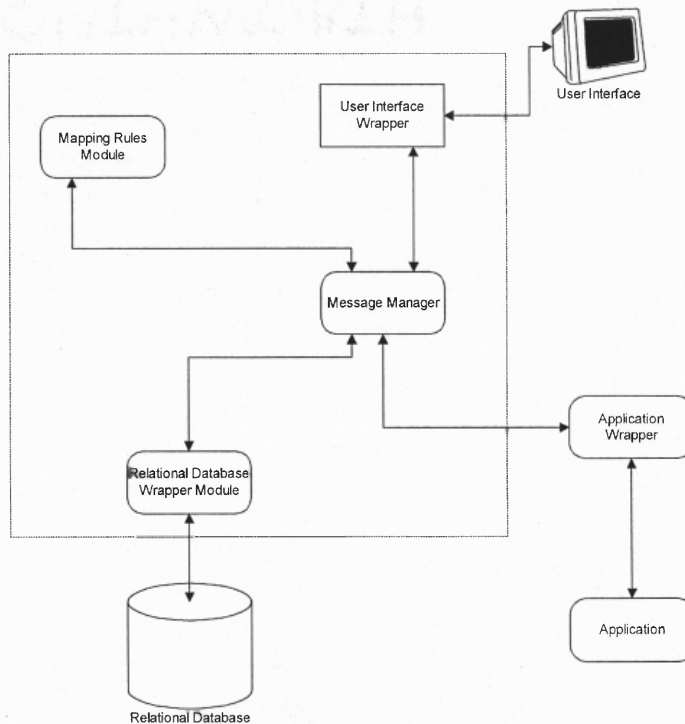 User Interface
User Interface
Wrapper
Mapping Rules
Module
Message Manager
Application
Wrapper
Relational Database
Wrapper Module
Application
Relational Database